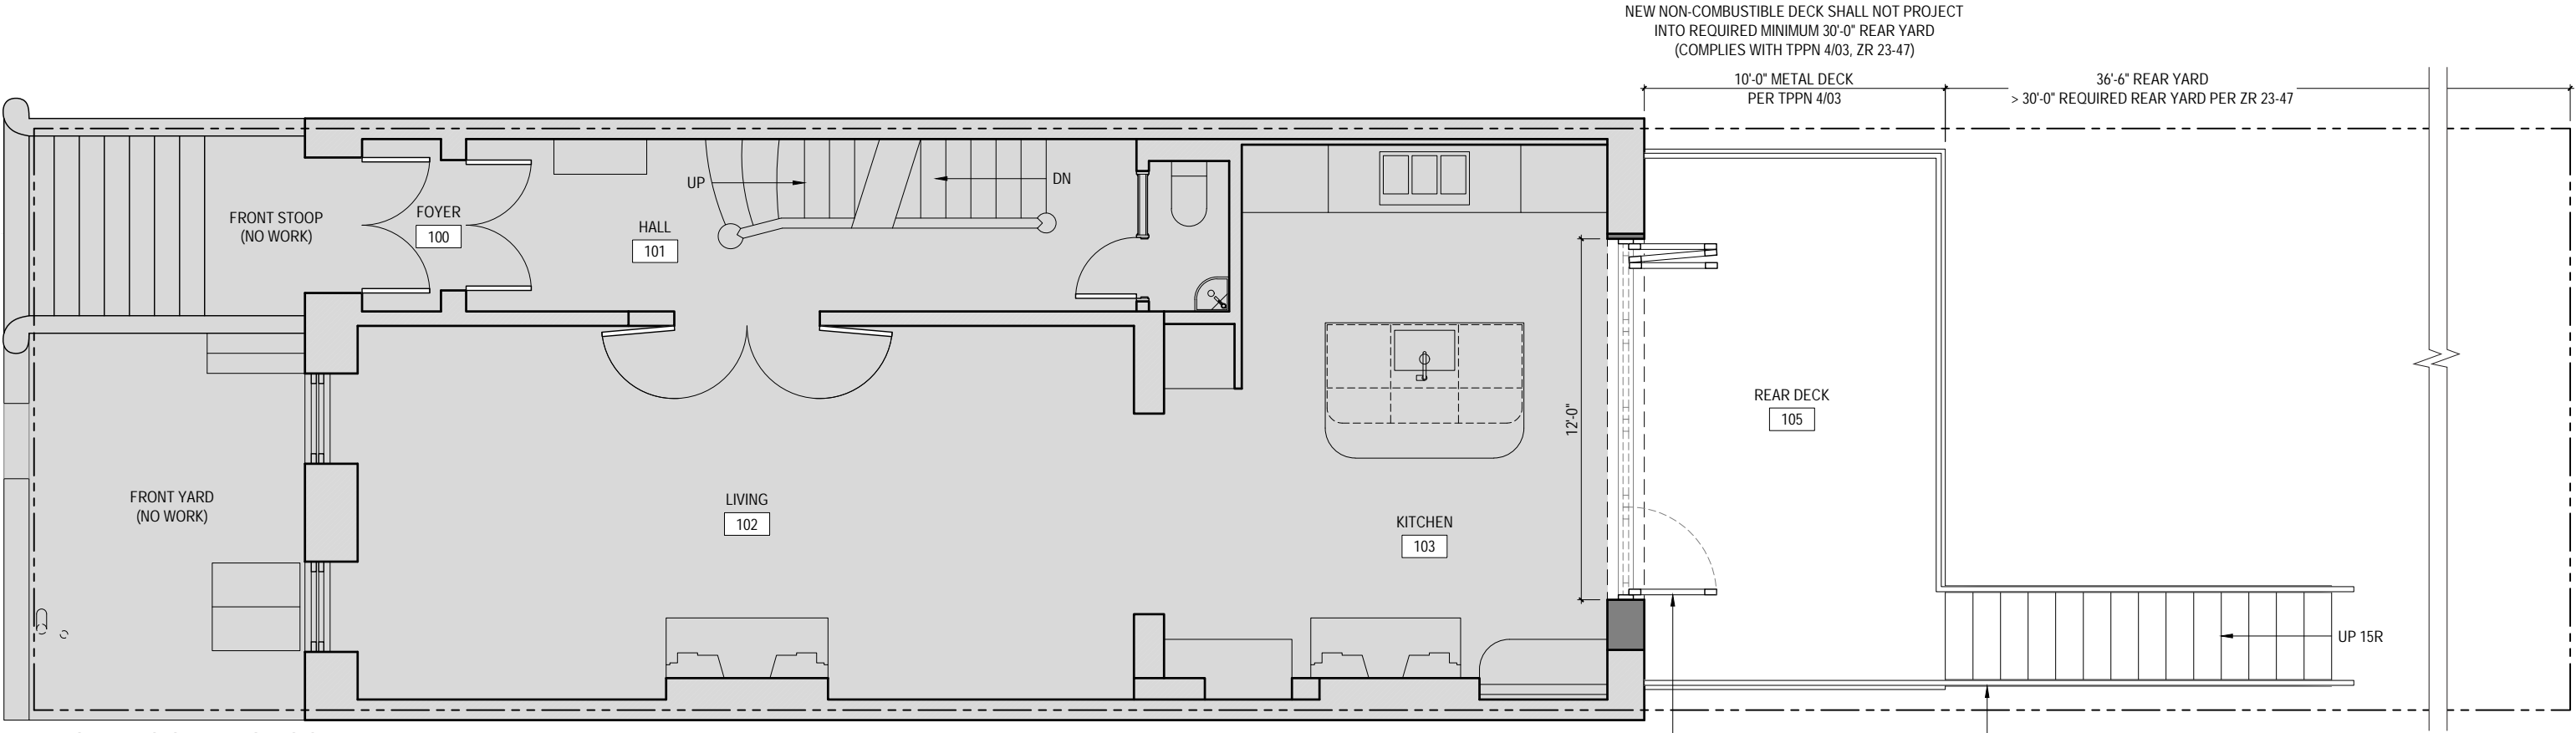 NEW NON-COMBUSTIBLE DECK SHALL NOT PROJECT
INTO REQUIRED MINIMUM 30'-0" REAR YARD
(COMPLIES WITH TPPN 4/03, ZR 23-47)
10'-0" METAL DECK
PER TPPN 4/03
36'-6" REAR YARD
> 30'-0" REQUIRED REAR YARD PER ZR 23-47
FRONT STOOP
(NO WORK)
FOYER
100
HALL
101
UP
DN
12'-0"
REAR DECK
105
FRONT YARD
(NO WORK)
LIVING
102
KITCHEN
103
UP 15R